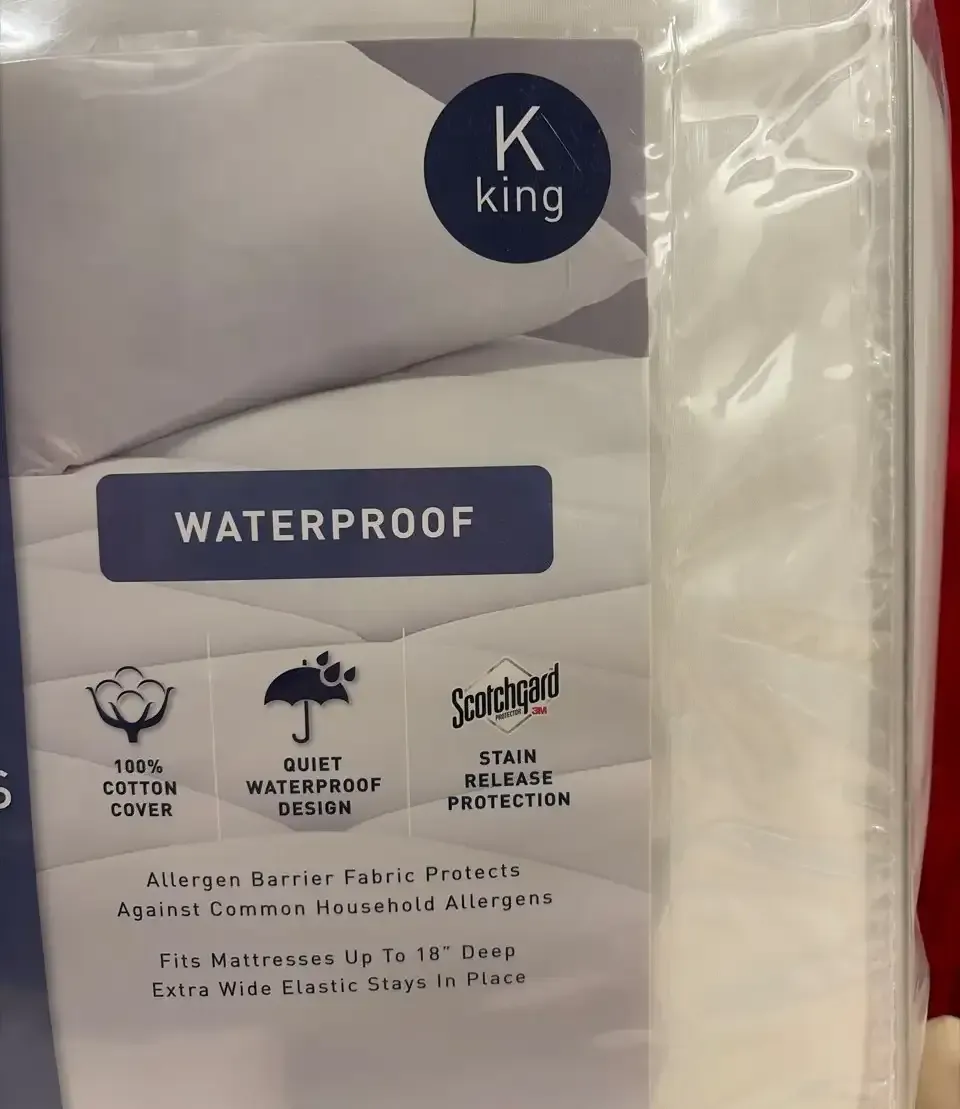 K
king
WATERPROOF
100%
COTTON
COVER
QUIET
WATERPROOF
DESIGN
Scotchgard
PROTECTOR 3M
STAIN
RELEASE
PROTECTION
Allergen Barrier Fabric Protects
Against Common Household Allergens
Fits Mattresses Up To 18" Deep
Extra Wide Elastic Stays In Place